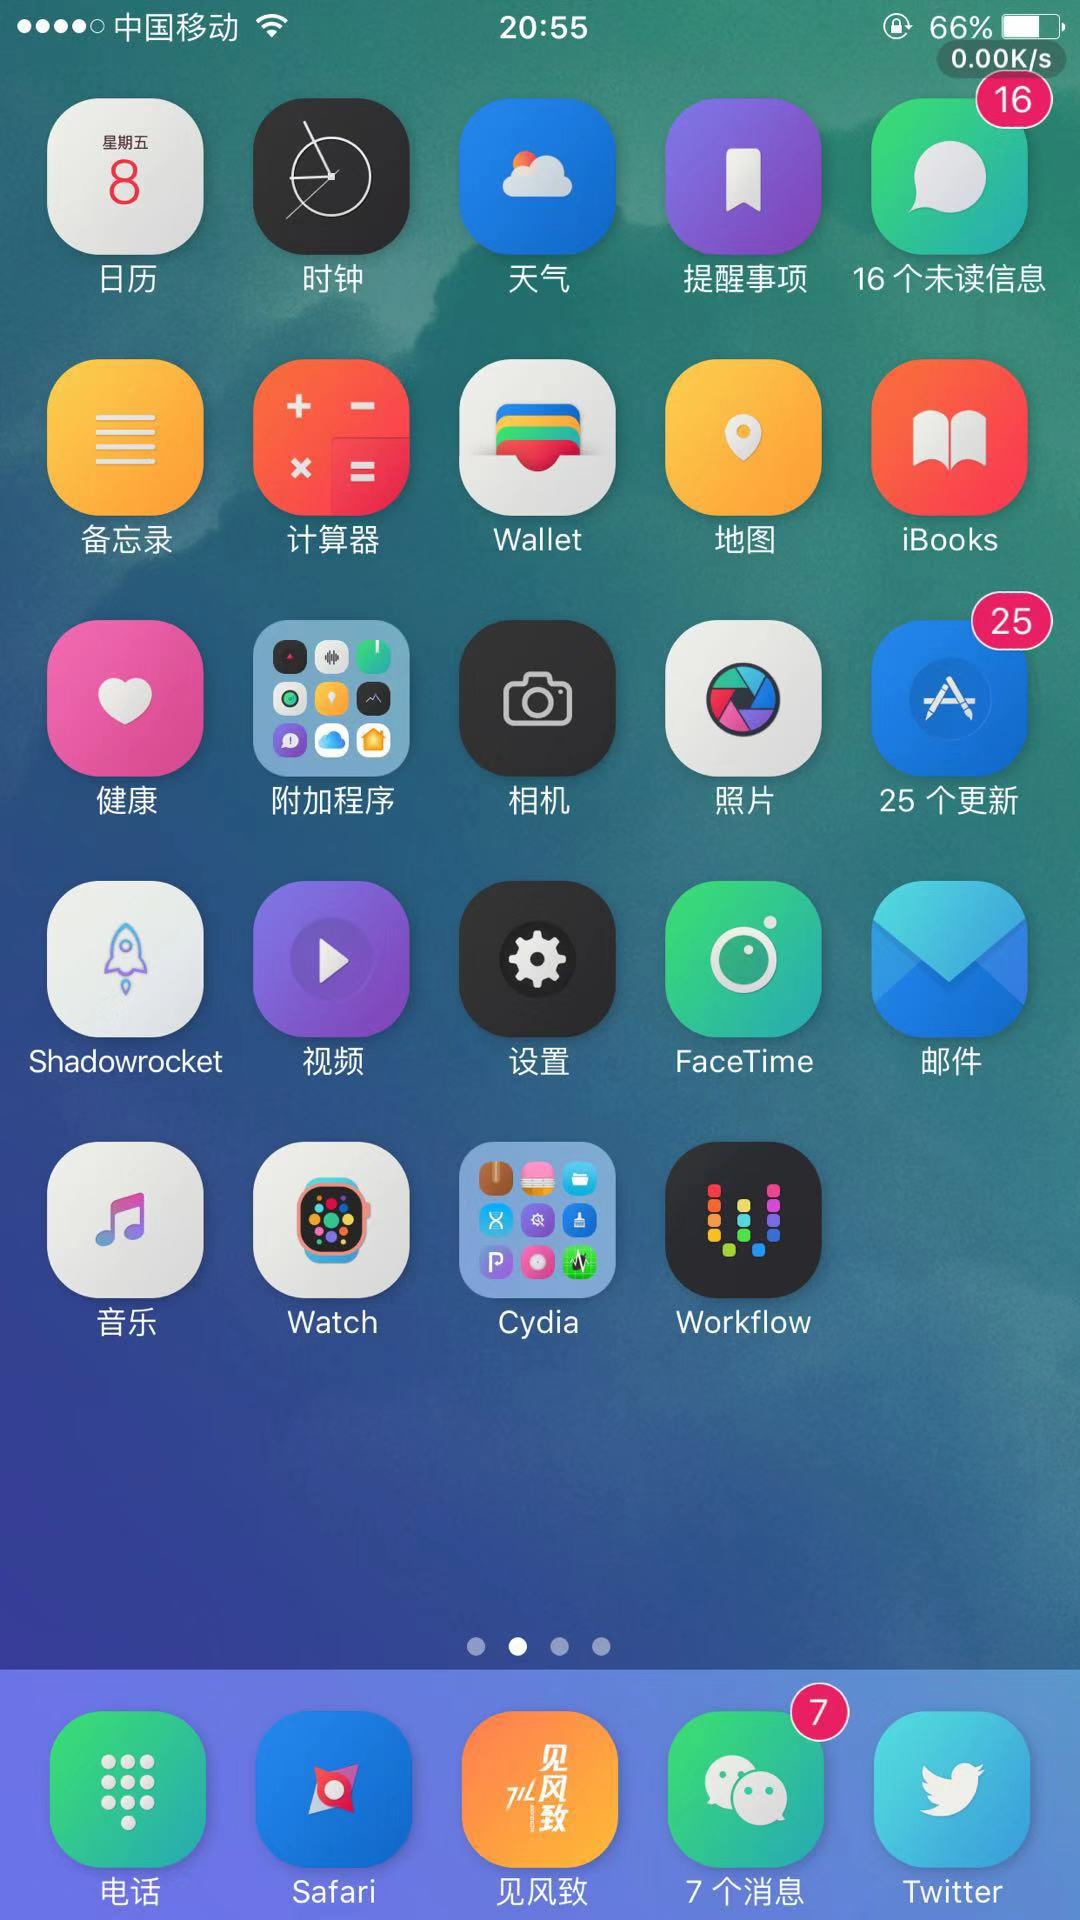 中国移动
20:55
66%
0.00K/s
星期五
8
16
日历
时钟
天气
提醒事项
16 个未读信息
备忘录
计算器
Wallet
地图
iBooks
25
健康
附加程序
相机
照片
25 个更新
Shadowrocket
视频
设置
FaceTime
邮件
音乐
Watch
Cydia
Workflow
7
见风致
电话
Safari
见风致
7 个消息
Twitter